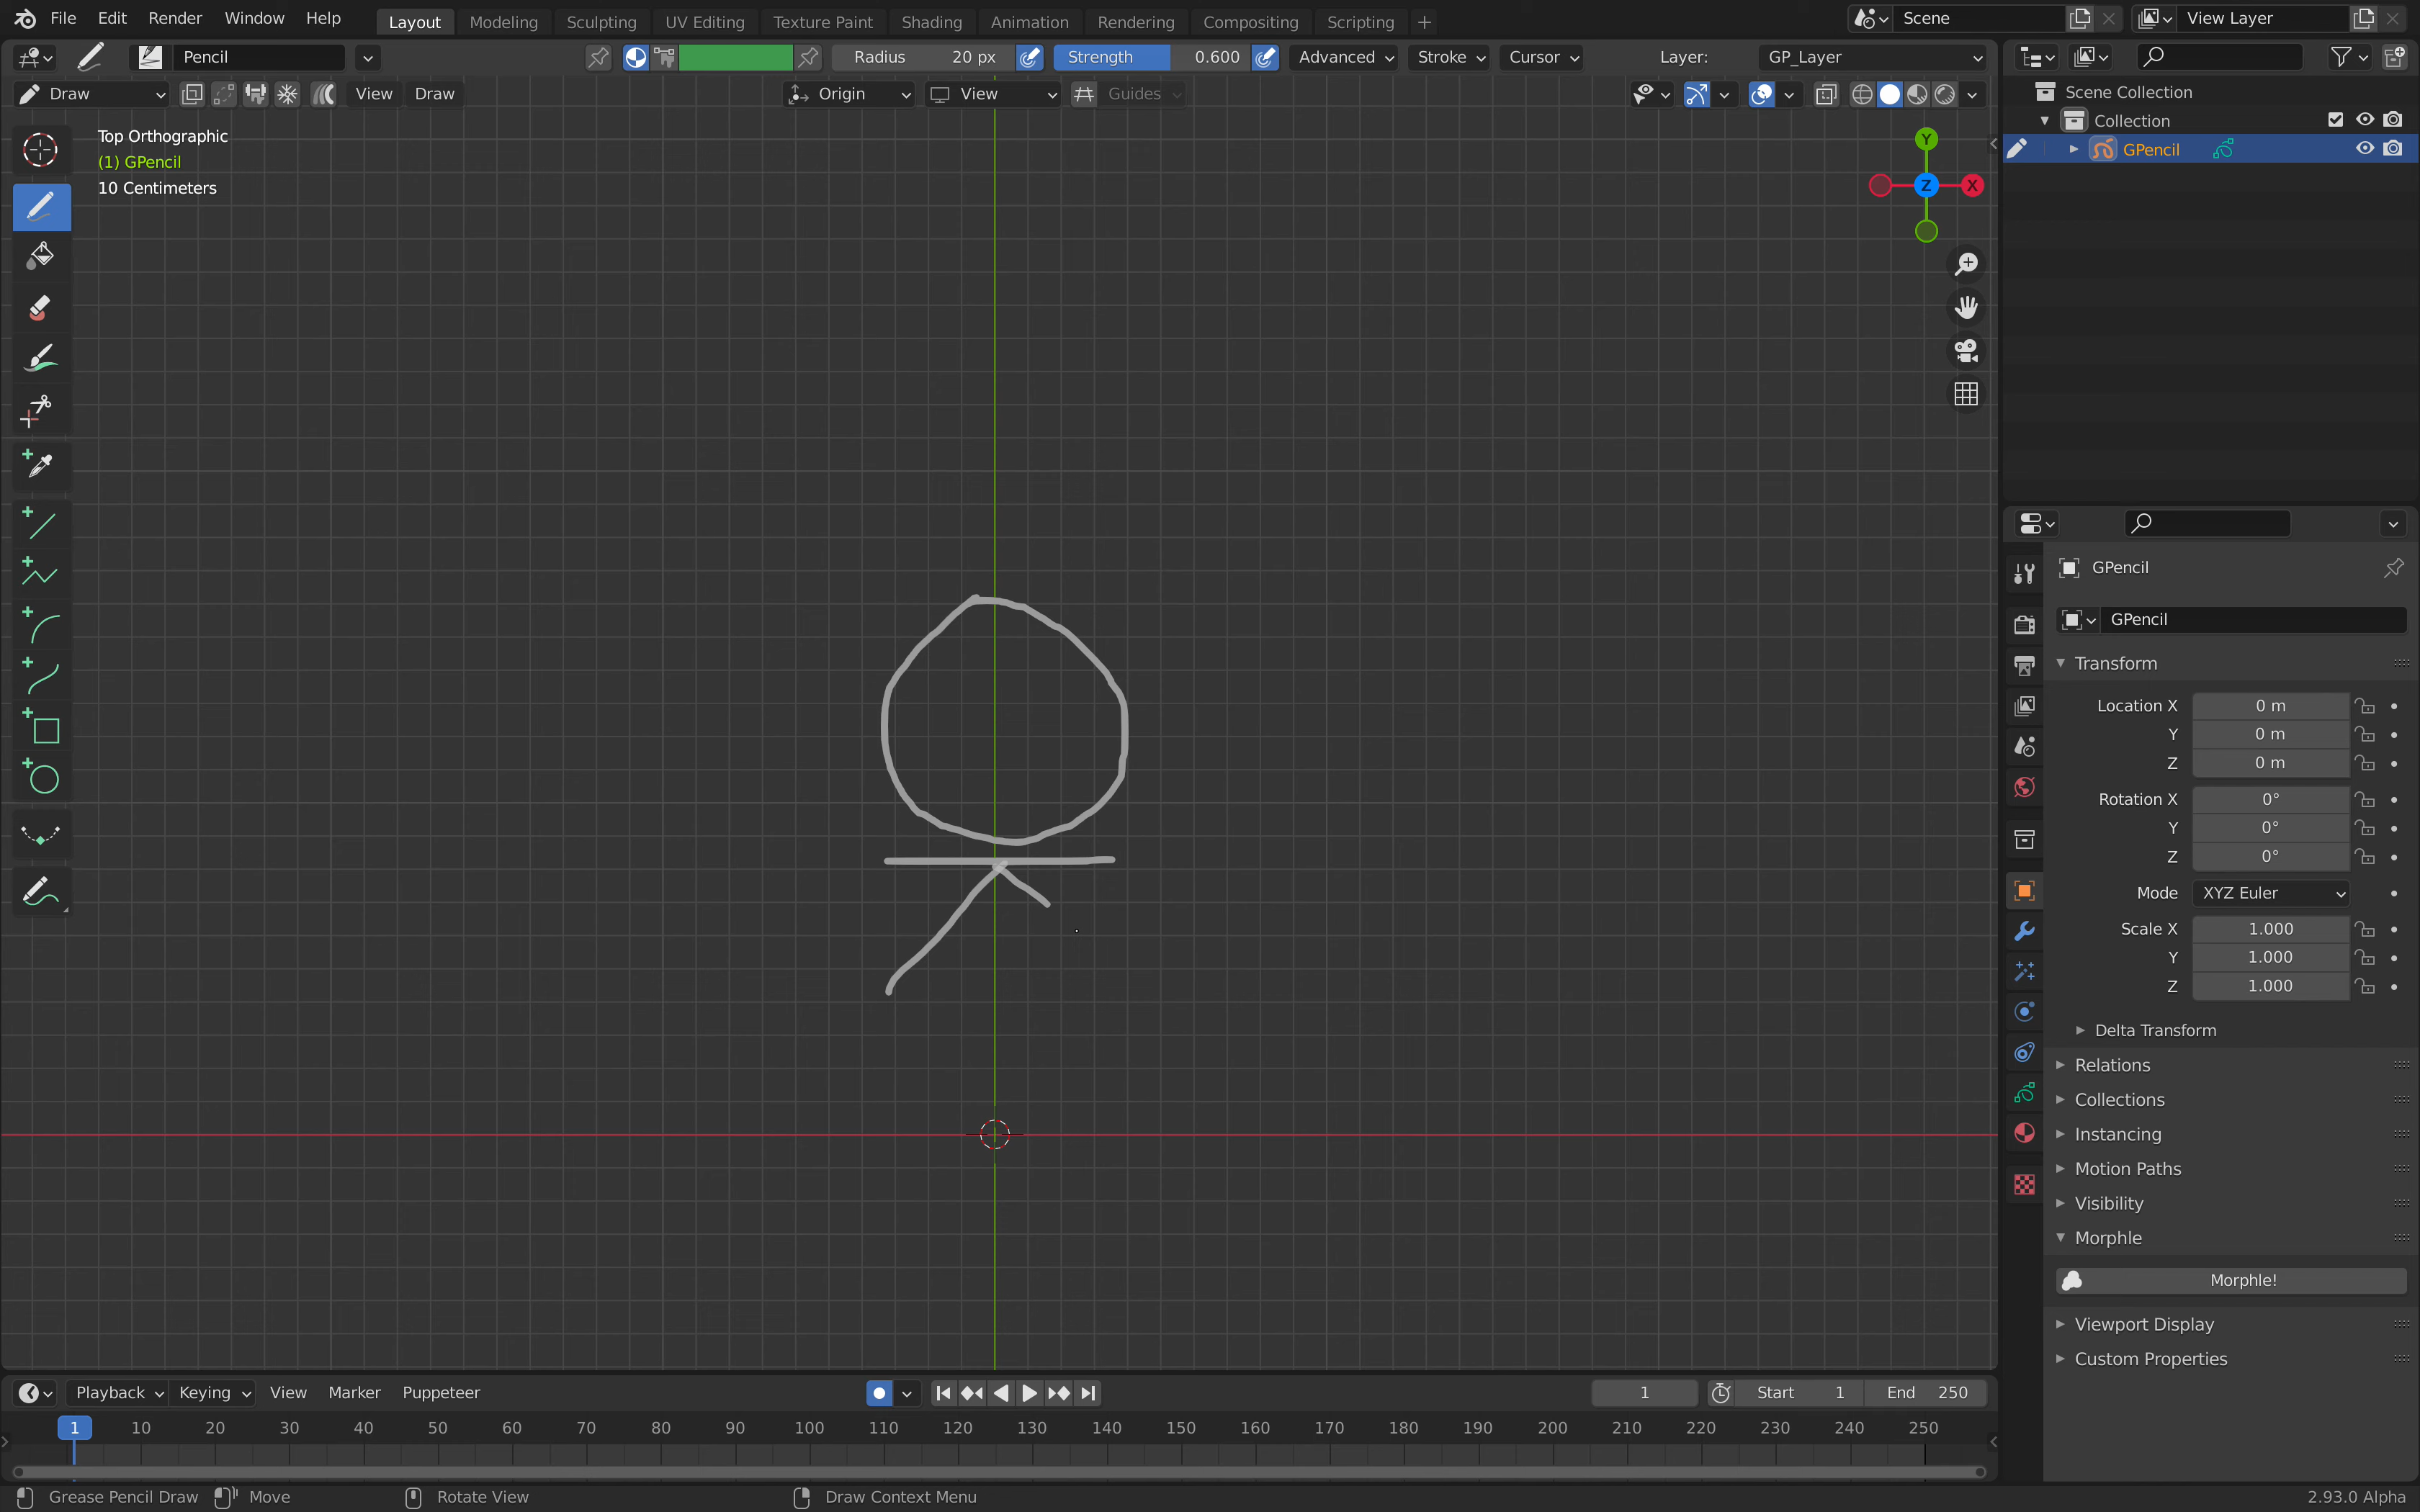 File Edit Render Window Help Layout Modeling Sculpting UV Editing Texture Paint Shading Animation Rendering Compositing Scripting + Scene View Layer
Pencil Radius 20 px Strength 0.600 Advanced Stroke Cursor Layer: GP_Layer
Draw View Draw Origin View Guides
Scene Collection
Collection
GPencil
Top Orthographic
(1) GPencil
10 Centimeters
Y
Z X
GPencil
GPencil
Transform
Location X 0 m
Y 0 m
Z 0 m
Rotation X 0°
Y 0°
Z 0°
Mode XYZ Euler
Scale X 1.000
Y 1.000
Z 1.000
Delta Transform
Relations
Collections
Instancing
Motion Paths
Visibility
Morphle
Morphle!
Viewport Display
Custom Properties
Playback Keying View Marker Puppeteer 1 Start 1 End 250
1 10 20 30 40 50 60 70 80 90 100 110 120 130 140 150 160 170 180 190 200 210 220 230 240 250
Grease Pencil Draw Move Rotate View Draw Context Menu 2.93.0 Alpha